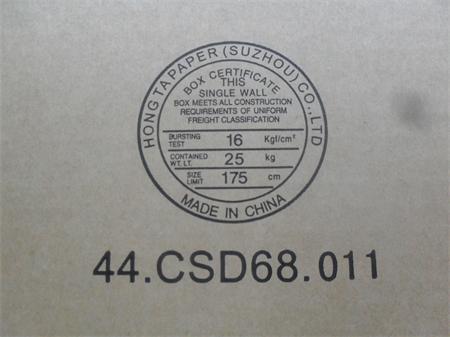 HONG TA PAPER (SUZHOU) CO.,LTD
BOX CERTIFICATE
THIS
SINGLE WALL
BOX MEETS ALL CONSTRUCTION
REQUIREMENTS OF UNIFORM
FREIGHT CLASSIFICATION
BURSTING TEST 16 Kgf/cm²
CONTAINED WT. LT. 25 kg
SIZE LIMIT 175 cm
MADE IN CHINA
44.CSD68.011